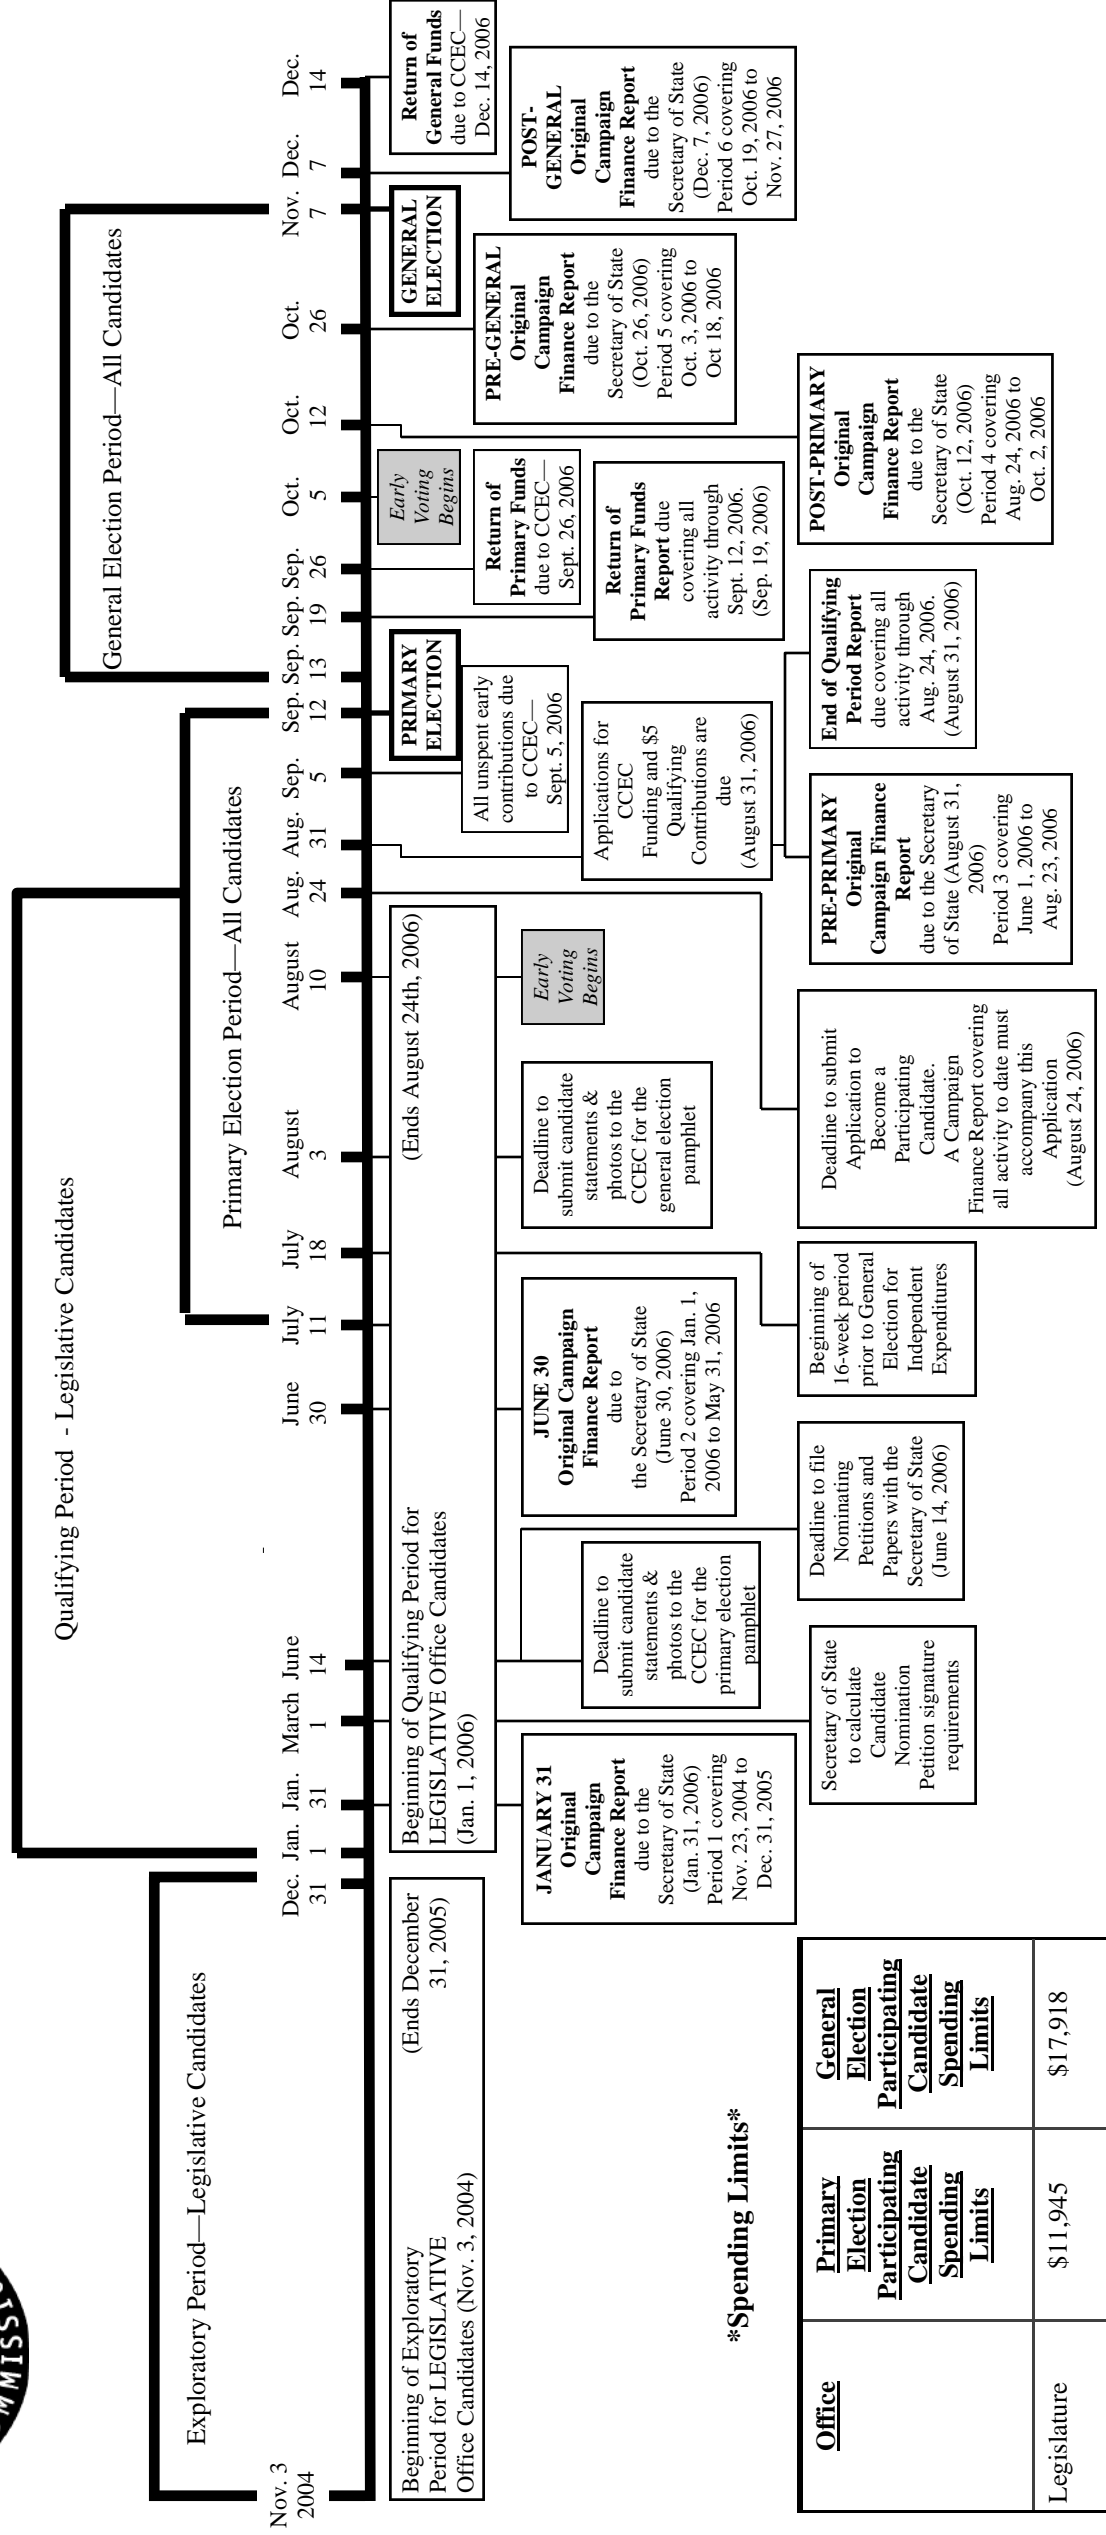 MMISSI
Qualifying Period - Legislative Candidates
General Election Period—All Candidates
Exploratory Period—Legislative Candidates
Primary Election Period—All Candidates
Nov. 3
2004
Dec.
31
Jan.
1
Jan.
31
March
1
June
14
June
30
July
11
July
18
August
3
August
10
Aug.
24
Aug.
31
Sep.
5
Sep.
12
Sep.
13
Sep.
19
Sep.
26
Oct.
5
Oct.
12
Oct.
26
Nov.
7
Dec.
7
Dec.
14
Beginning of Exploratory
Period for LEGISLATIVE
Office Candidates (Nov. 3, 2004)
(Ends December
31, 2005)
Beginning of Qualifying Period for
LEGISLATIVE Office Candidates
(Jan. 1, 2006)
(Ends August 24th, 2006)
PRIMARY
ELECTION
Early
Voting
Begins
GENERAL
ELECTION
Return of
General Funds
due to CCEC—
Dec. 14, 2006
All unspent early
contributions due
to CCEC—
Sept. 5, 2006
Return of
Primary Funds
due to CCEC—
Sept. 26, 2006
PRE-GENERAL
Original
Campaign
Finance Report
due to the
Secretary of State
(Oct. 26, 2006)
Period 5 covering
Oct. 3, 2006 to
Oct 18, 2006
POST-
GENERAL
Original
Campaign
Finance Report
due to the
Secretary of State
(Dec. 7, 2006)
Period 6 covering
Oct. 19, 2006 to
Nov. 27, 2006
JANUARY 31
Original
Campaign
Finance Report
due to the
Secretary of State
(Jan. 31, 2006)
Period 1 covering
Nov. 23, 2004 to
Dec. 31, 2005
Deadline to
submit candidate
statements &
photos to the
CCEC for the
primary election
pamphlet
JUNE 30
Original Campaign
Finance Report
due to
the Secretary of State
(June 30, 2006)
Period 2 covering Jan. 1,
2006 to May 31, 2006
Deadline to
submit candidate
statements &
photos to the
CCEC for the
general election
pamphlet
Early
Voting
Begins
Applications for
CCEC
Funding and $5
Qualifying
Contributions are
due
(August 31, 2006)
Return of
Primary Funds
Report due
covering all
activity through
Sept. 12, 2006.
(Sep. 19, 2006)
Secretary of State
to calculate
Candidate
Nomination
Petition signature
requirements
Deadline to file
Nominating
Petitions and
Papers with the
Secretary of State
(June 14, 2006)
Beginning of
16-week period
prior to General
Election for
Independent
Expenditures
Deadline to submit
Application to
Become a
Participating
Candidate.
A Campaign
Finance Report covering
all activity to date must
accompany this
Application
(August 24, 2006)
PRE-PRIMARY
Original
Campaign Finance
Report
due to the Secretary
of State (August 31,
2006)
Period 3 covering
June 1, 2006 to
Aug. 23, 2006
End of Qualifying
Period Report
due covering all
activity through
Aug. 24, 2006.
(August 31, 2006)
POST-PRIMARY
Original
Campaign
Finance Report
due to the
Secretary of State
(Oct. 12, 2006)
Period 4 covering
Aug. 24, 2006 to
Oct. 2, 2006
*Spending Limits*
Office
Primary
Election
Participating
Candidate
Spending
Limits
General
Election
Participating
Candidate
Spending
Limits
Legislature
$11,945
$17,918